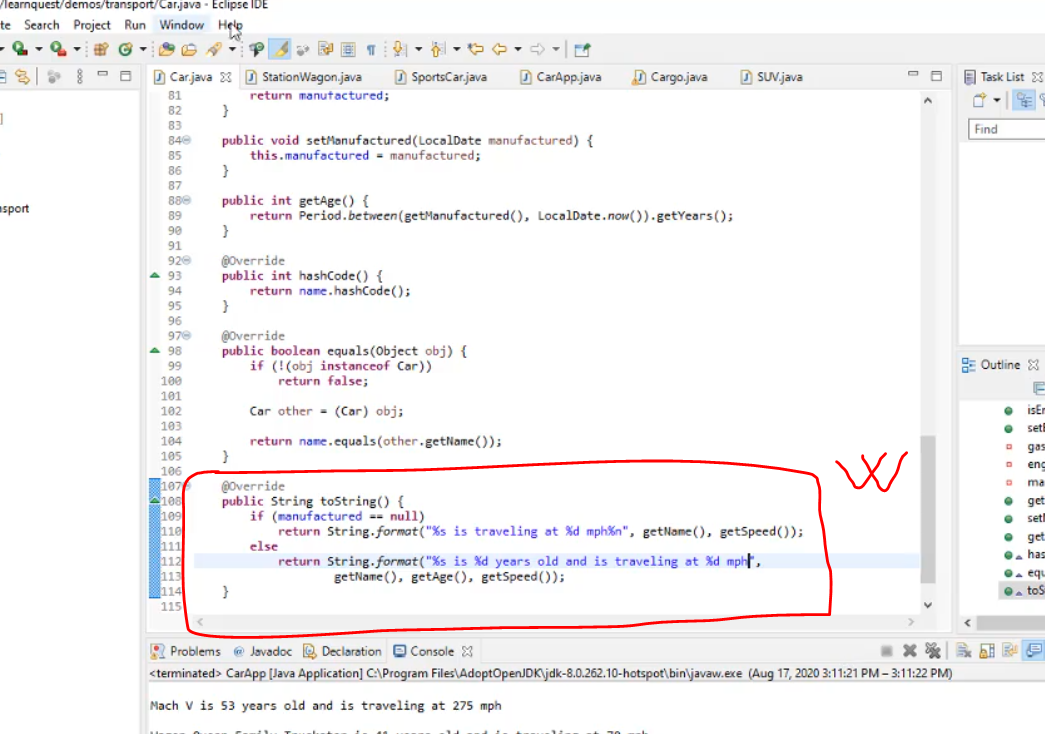 /learnquest/demos/transport/Car.java - Eclipse IDE
te Search Project Run Window Help
Car.java StationWagon.java SportsCar.java CarApp.java Cargo.java SUV.java
Task List
Find
nsport
81 return manufactured;
82 }
83
84 public void setManufactured(LocalDate manufactured) {
85 this.manufactured = manufactured;
86 }
87
88 public int getAge() {
89 return Period.between(getManufactured(), LocalDate.now()).getYears();
90 }
91
92 @Override
93 public int hashCode() {
94 return name.hashCode();
95 }
96
97 @Override
98 public boolean equals(Object obj) {
99 if (!(obj instanceof Car))
100 return false;
101
102 Car other = (Car) obj;
103
104 return name.equals(other.getName());
105 }
106
107 @Override
108 public String toString() {
109 if (manufactured == null)
110 return String.format("%s is traveling at %d mph%n", getName(), getSpeed());
111 else
112 return String.format("%s is %d years old and is traveling at %d mph",
113 getName(), getAge(), getSpeed());
114 }
115
W
Outline
isEn
setE
gas
eng
ma
get
setM
get
has
equ
toSt
Problems Javadoc Declaration Console
<terminated> CarApp [Java Application] C:\Program Files\AdoptOpenJDK\jdk-8.0.262.10-hotspot\bin\javaw.exe (Aug 17, 2020 3:11:21 PM – 3:11:22 PM)
Mach V is 53 years old and is traveling at 275 mph